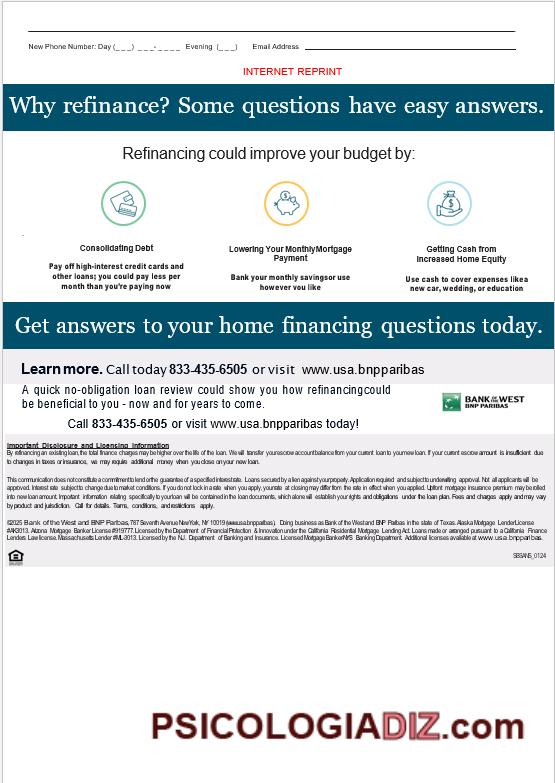 New Phone Number: Day (_ _ _) _ _ _-_ _ _ _ Evening (_ _ _) Email Address
INTERNET REPRINT
Why refinance? Some questions have easy answers.
Refinancing could improve your budget by:
Consolidating Debt
Pay off high-interest credit cards and
other loans; you could pay less per
month than you're paying now
Lowering Your MonthlyMortgage
Payment
Bank your monthly savingsor use
however you like
Getting Cash from
Increased Home Equity
Use cash to cover expenses likea
new car, wedding, or education
Get answers to your home financing questions today.
Learn more. Call today 833-435-6505 or visit www.usa.bnpparibas
A quick no-obligation loan review could show you how refinancingcould
be beneficial to you - now and for years to come.
BANK OF THE WEST
BNP PARIBAS
Call 833-435-6505 or visit www.usa.bnpparibas today!
Important Disclosure and Licensing Information
By refinancing an existing loan, the total finance charges may be higher over the life of the loan. We will transfer your escrow account balance from your current loan to you new loan. If your current escrow amount is insufficient due
to changes in taxes or insurance, we may require additional money when you close on your new loan.
This communication does not constitute a commitment to lend or the guarantee of a specified interest rate. Loans secured by a lien against your property. Application required and subject to underwriting approval. Not all applicants will be
approved. Interest rate subject to change due to market conditions. If you do not lock in a rate when you apply, your rate at closing may differ from the rate in effect when you applied. Upfront mortgage insurance premium may be rolled
into new loan amount. Important information relating specifically to your loan will be contained in the loan documents, which alone will establish your rights and obligations under the loan plan. Fees and charges apply and may vary
by product and jurisdiction. Call for details. Terms, conditions, and restrictions apply.
©2025 Bank of the West and BNP Paribas, 787 Seventh Avenue New York, NY 10019 (www.usa.bnpparibas). Doing business as Bank of the West and BNP Paribas in the state of Texas. Alaska Mortgage Lender License
#AK3013. Arizona Mortgage Banker License #919777. Licensed by the Department of Financial Protection & Innovation under the California Residential Mortgage Lending Act. Loans made or arranged pursuant to a California Finance
Lenders Law license. Massachusetts Lender #ML-3013. Licensed by the N.J. Department of Banking and Insurance. Licensed Mortgage Banker-NYS Banking Department. Additional licenses available at www.usa.bnpparibas.
SBSANS_0124
PSICOLOGIADIZ.com